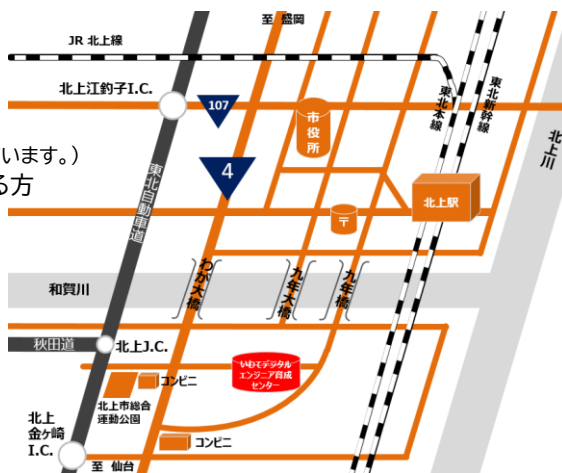 至 盛岡
JR 北上線
北上江釣子I.C.
107
市役所
東北本線
東北新幹線
北上川
います。)
る方
4
東北自動車道
〒
北上駅
わが大橋
九年大橋
九年橋
和賀川
秋田道
北上J.C.
いわてデジタル
エンジニア育成
センター
コンビニ
北上市総合
運動公園
北上
金ヶ崎
I.C.
コンビニ
至 仙台